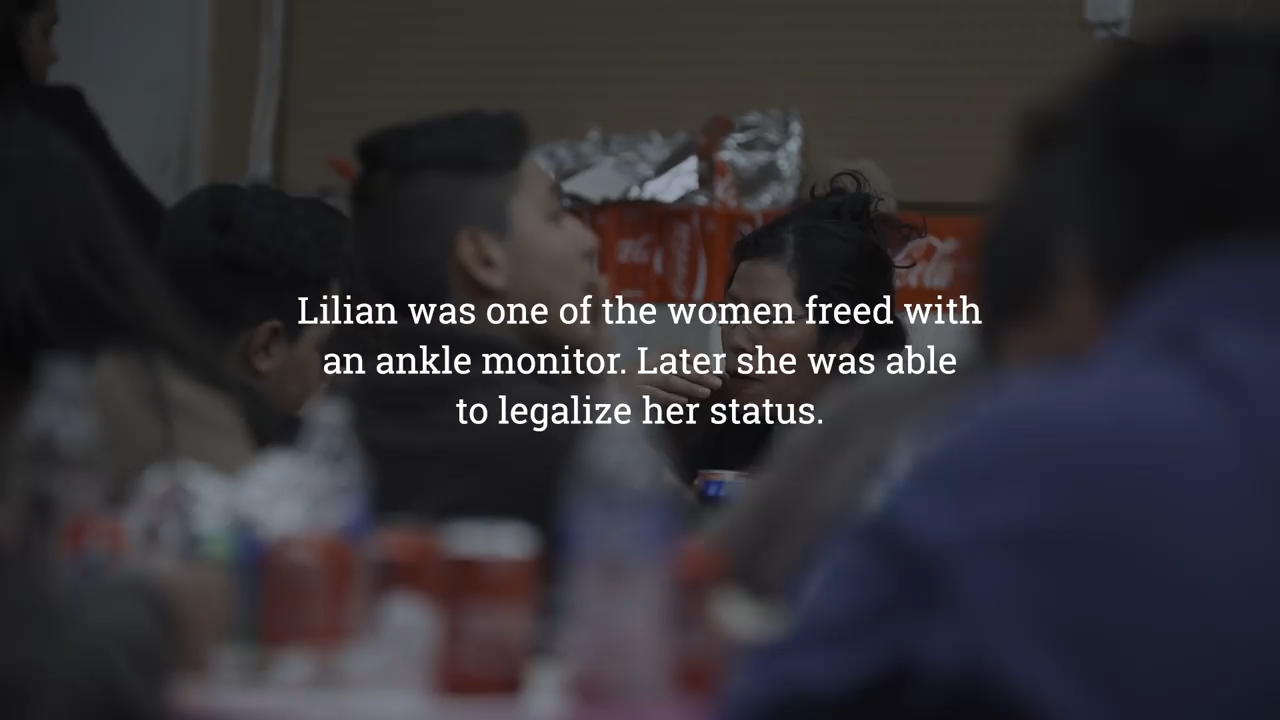 Lilian was one of the women freed with
an ankle monitor. Later she was able
to legalize her status.